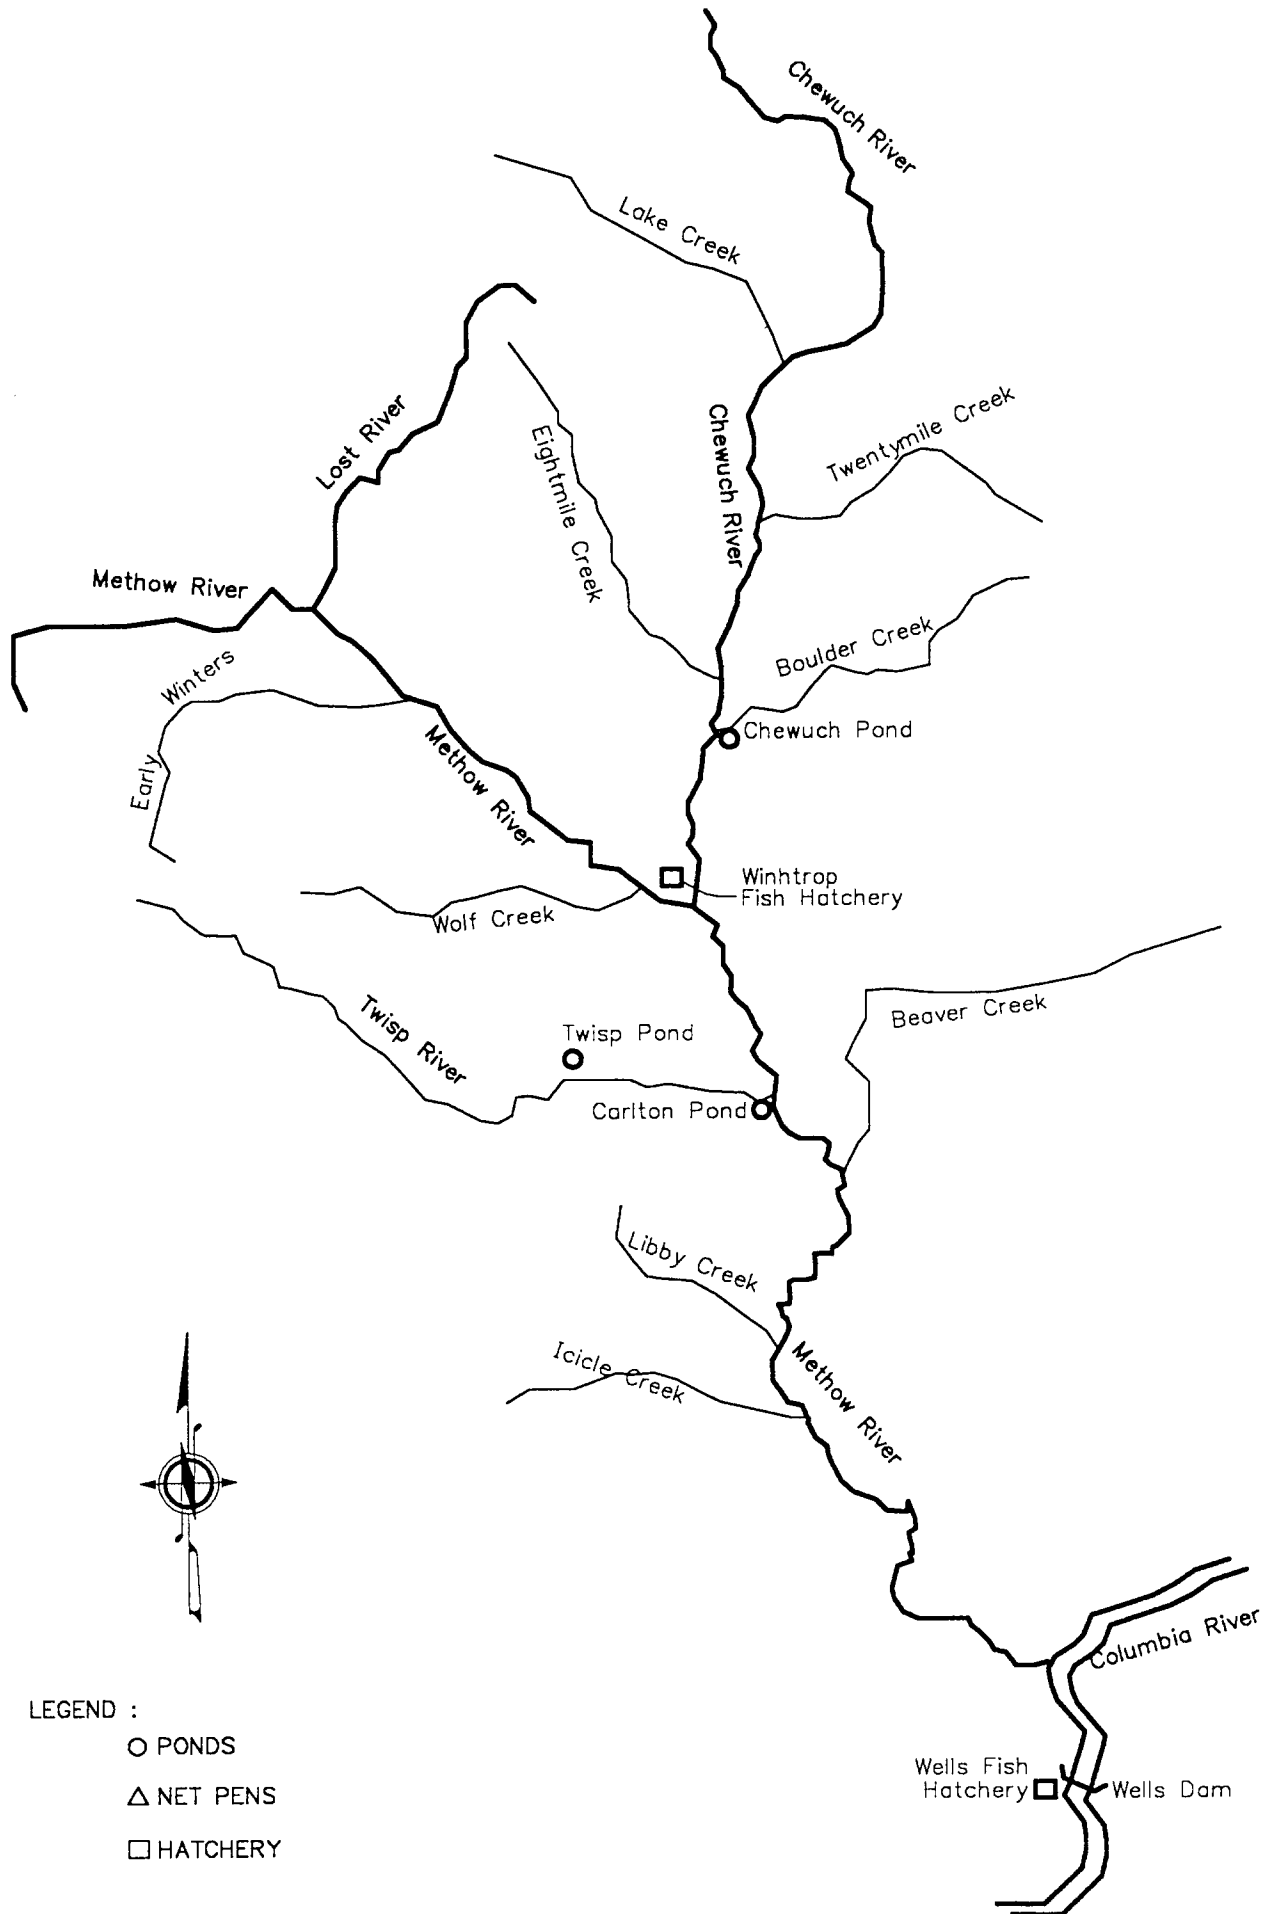 Chewuch River
Lake Creek
Lost River
Eightmile Creek
Chewuch River
Twentymile Creek
Methow River
Boulder Creek
Early Winters
Chewuch Pond
Methow River
Winhtrop
Fish Hatchery
Wolf Creek
Beaver Creek
Twisp River
Twisp Pond
Carlton Pond
Libby Creek
Icicle Creek
Methow River
Columbia River
LEGEND :
PONDS
NET PENS
HATCHERY
Wells Fish
Hatchery
Wells Dam